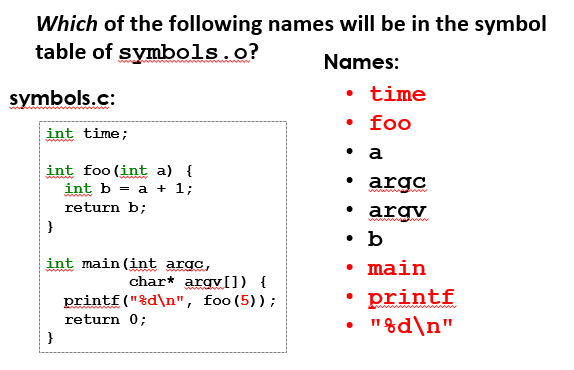 Which of the following names will be in the symbol
table of symbols.o?
Names:
• time
• foo
• a
• argc
• argv
• b
• main
• printf
• "%d\n"
symbols.c:
int time;
int foo(int a) {
int b = a + 1;
return b;
}
int main(int argc,
char* argv[]) {
printf("%d\n", foo(5));
return 0;
}